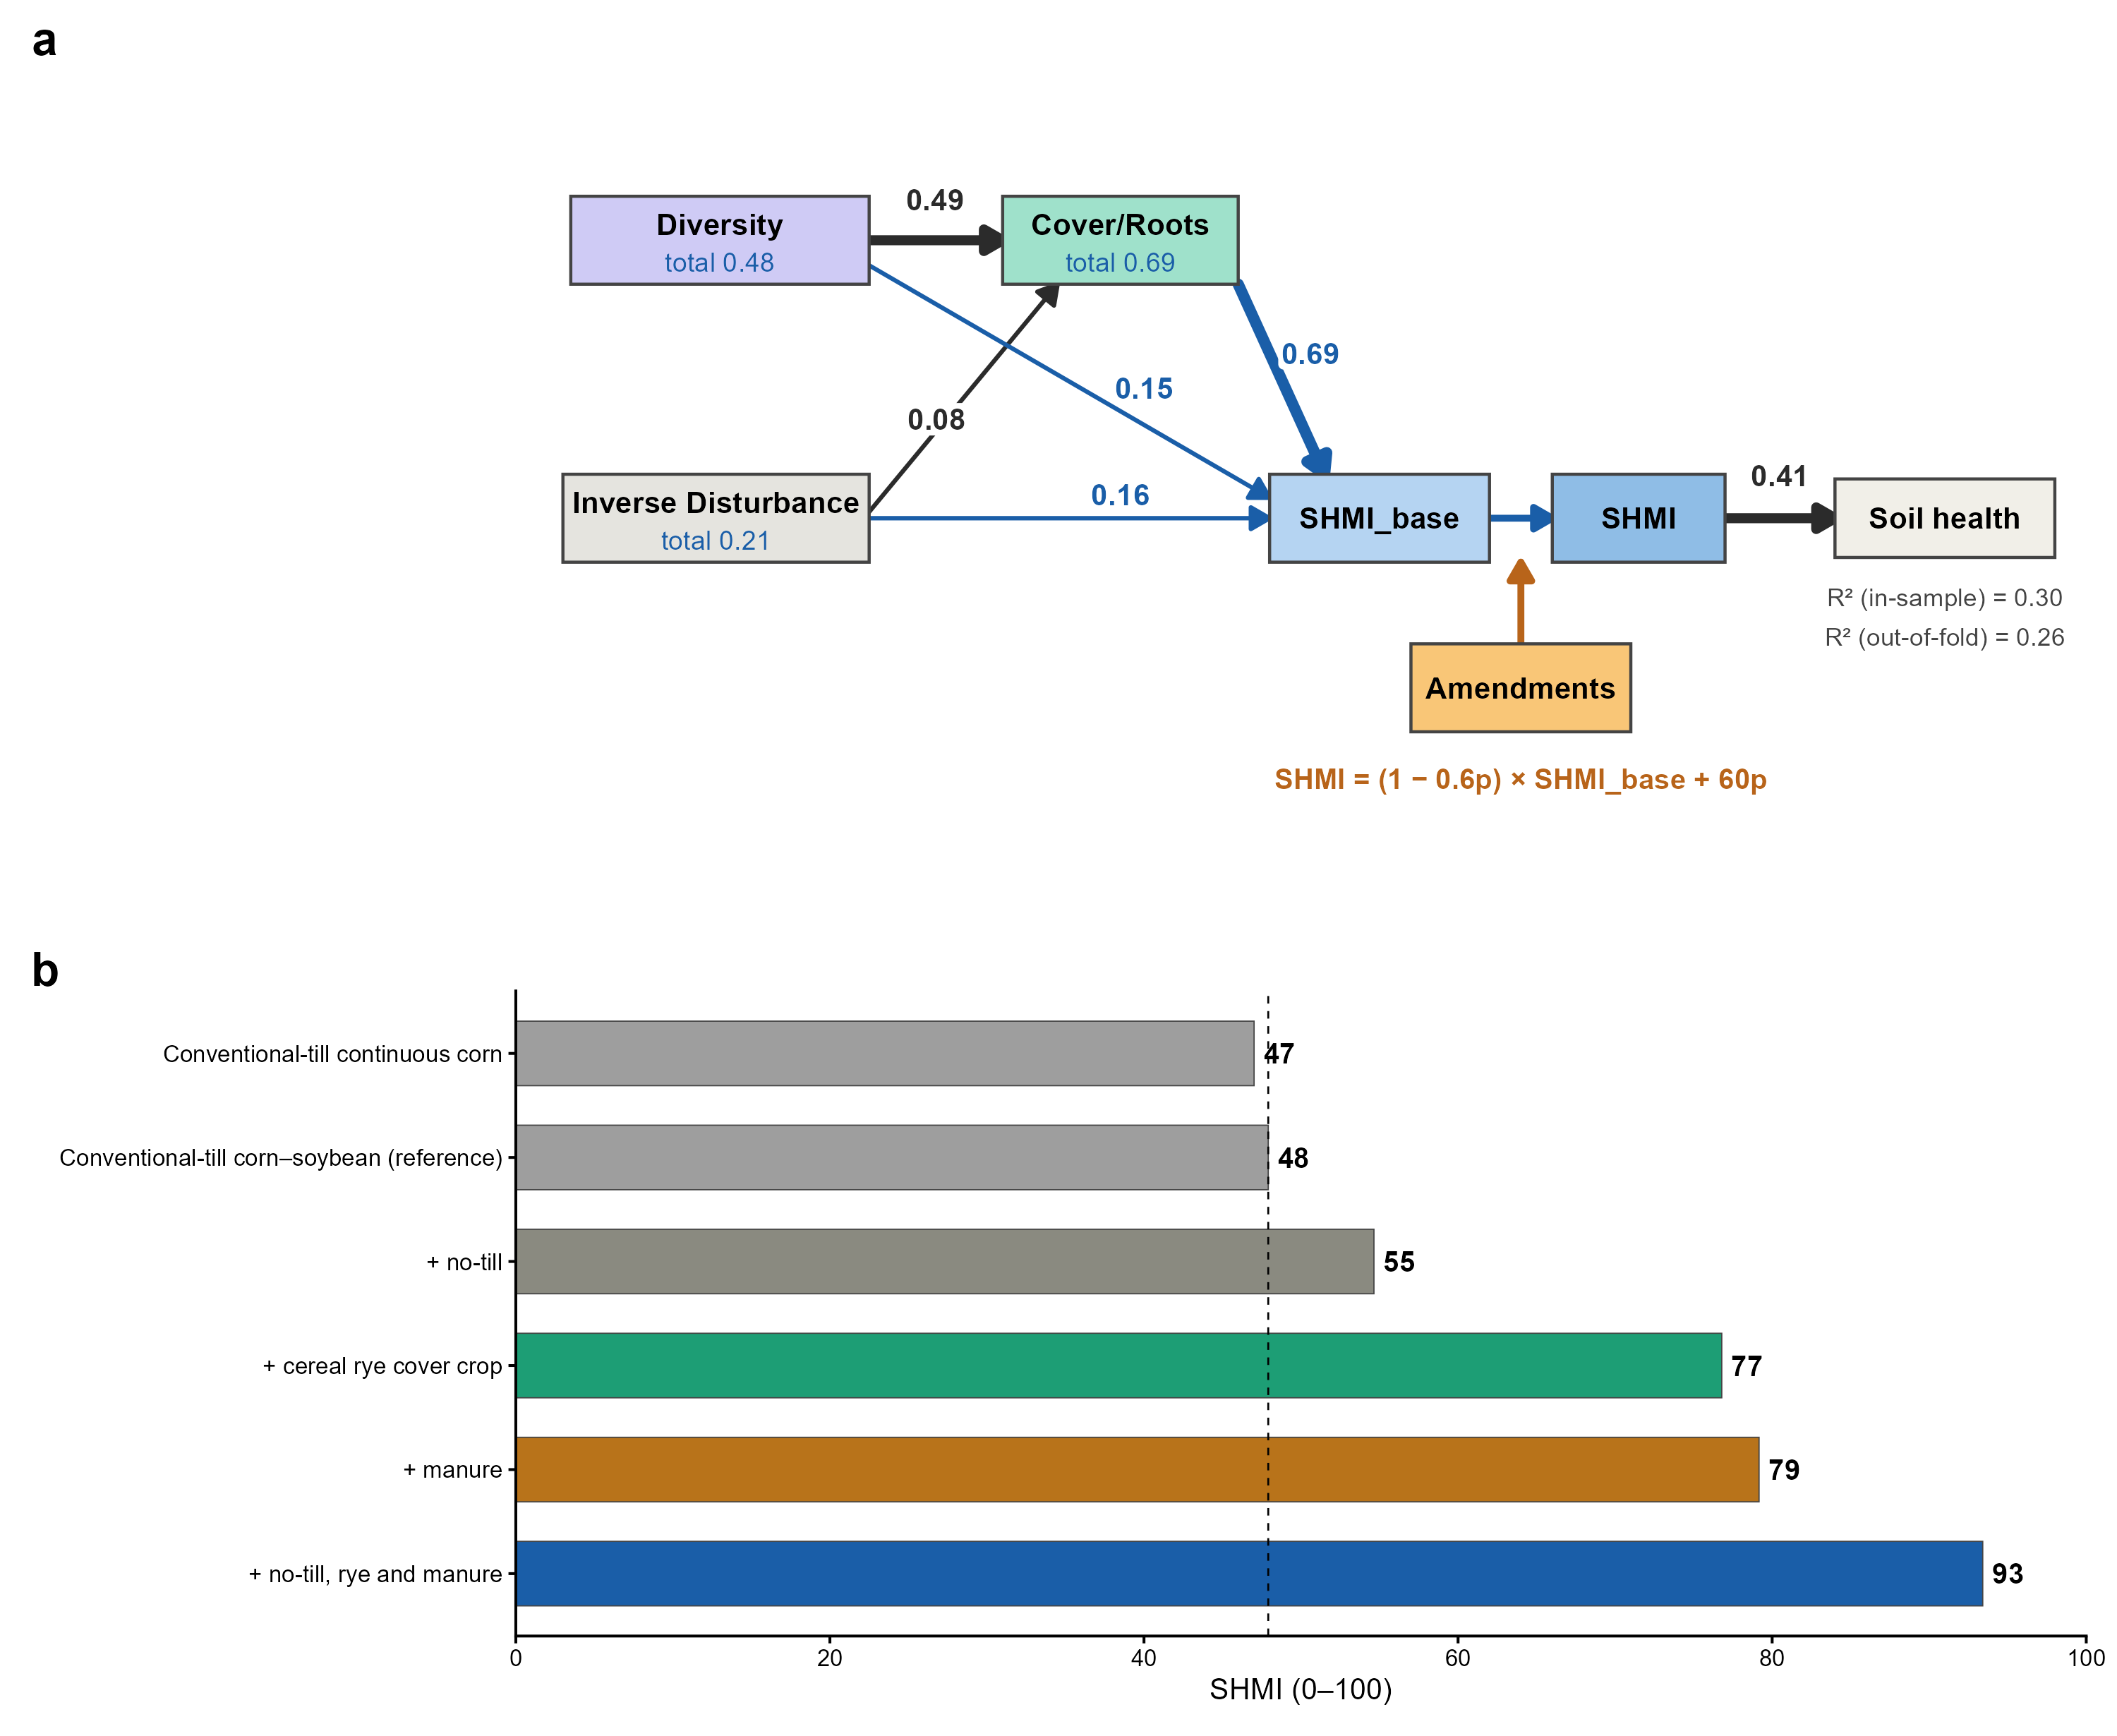 a
Diversity
total 0.48
0.49
Cover/Roots
total 0.69
0.69
0.15
0.08
Inverse Disturbance
total 0.21
0.16
SHMI_base
SHMI
0.41
Soil health
R² (in-sample) = 0.30
R² (out-of-fold) = 0.26
Amendments
SHMI = (1 − 0.6p) × SHMI_base + 60p
b
Conventional-till continuous corn
47
Conventional-till corn–soybean (reference)
48
+ no-till
55
+ cereal rye cover crop
77
+ manure
79
+ no-till, rye and manure
93
0 20 40 60 80 100
SHMI (0–100)